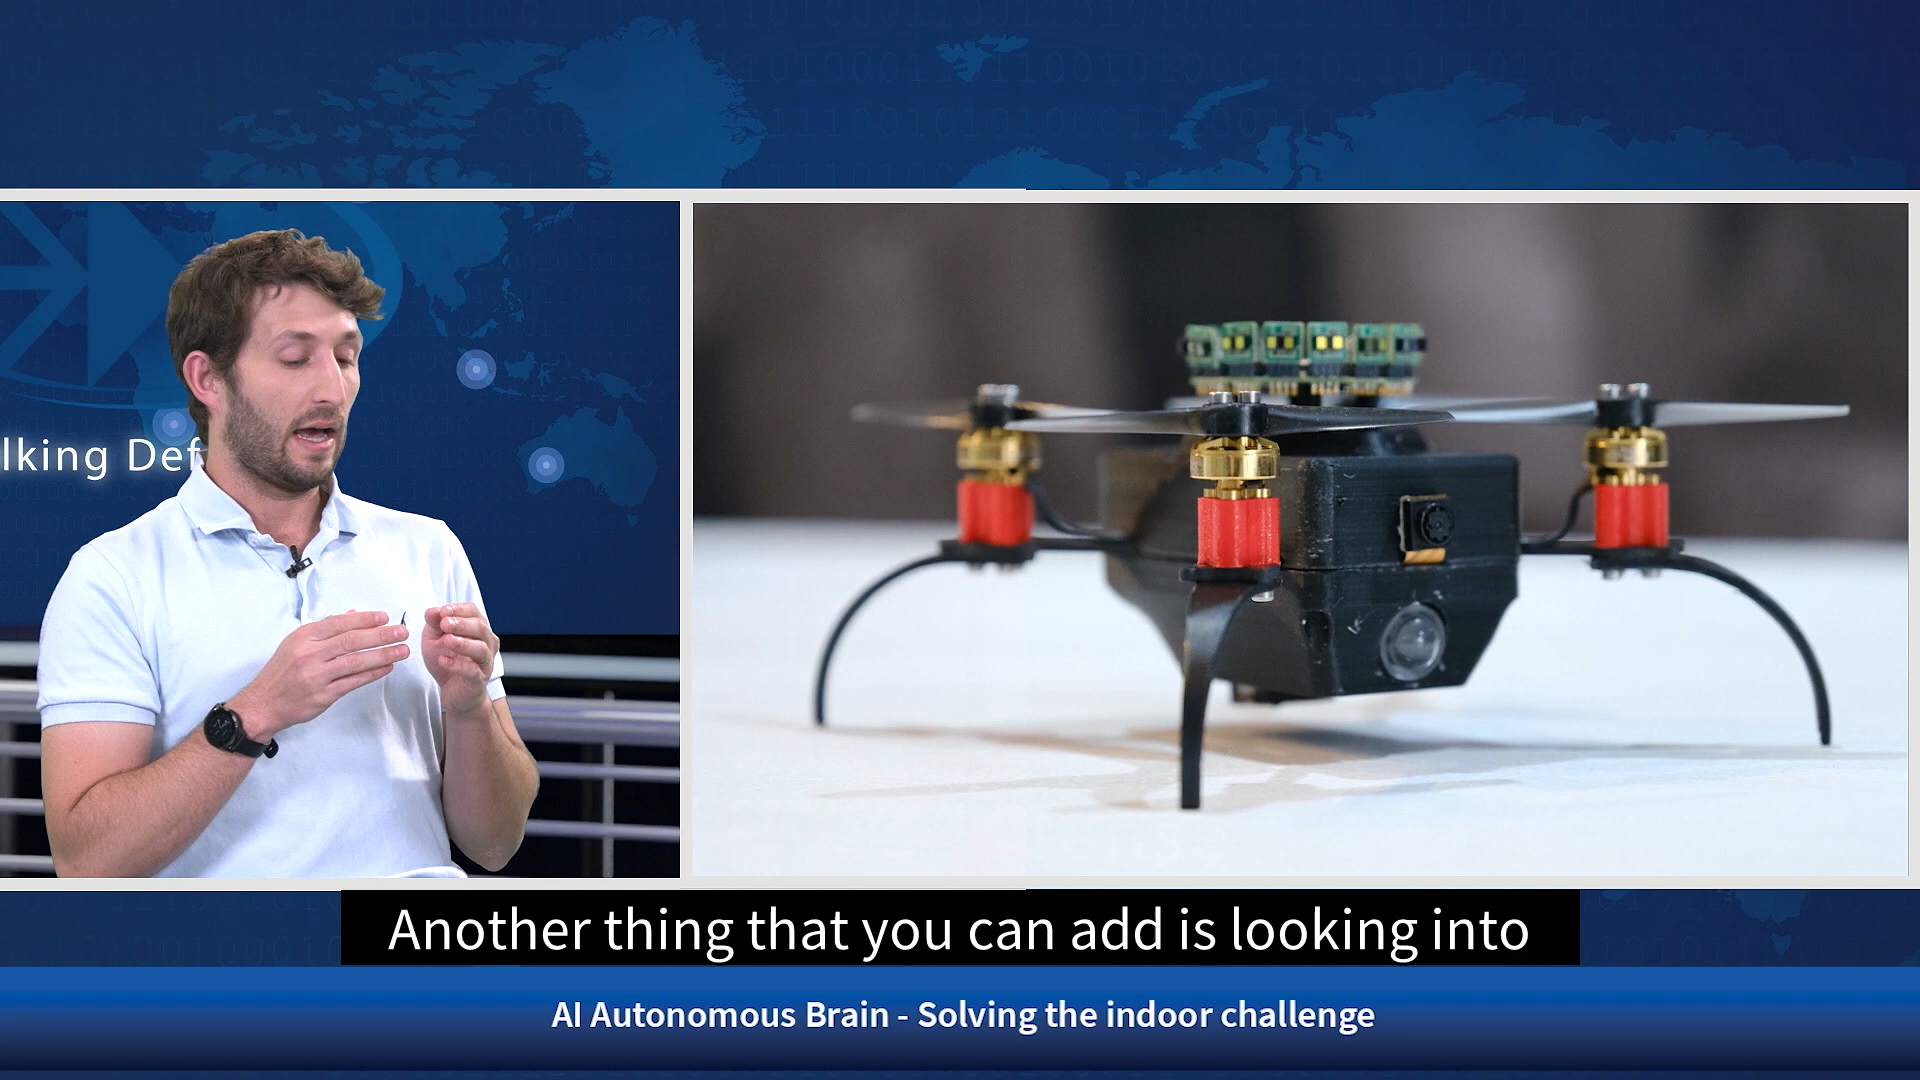 lking Def
Another thing that you can add is looking into
AI Autonomous Brain - Solving the indoor challenge